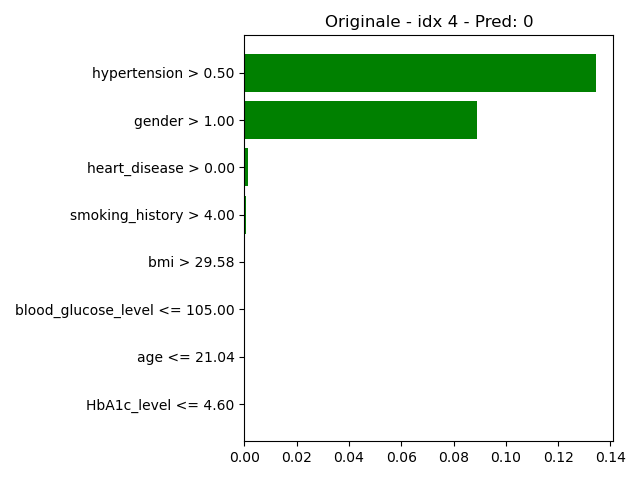 Originale - idx 4 - Pred: 0
hypertension > 0.50
gender > 1.00
heart_disease > 0.00
smoking_history > 4.00
bmi > 29.58
blood_glucose_level <= 105.00
age <= 21.04
HbA1c_level <= 4.60
0.00 0.02 0.04 0.06 0.08 0.10 0.12 0.14